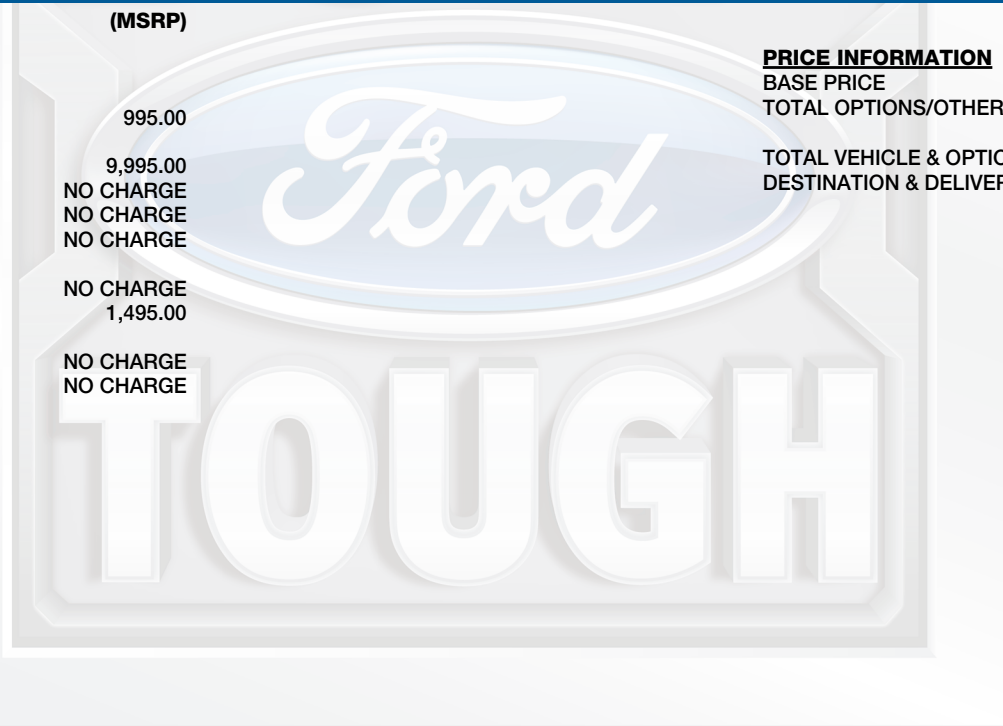 (MSRP)
995.00
9,995.00
NO CHARGE
NO CHARGE
NO CHARGE
NO CHARGE
1,495.00
NO CHARGE
NO CHARGE
PRICE INFORMATION
BASE PRICE
TOTAL OPTIONS/OTHER
TOTAL VEHICLE & OPTIO
DESTINATION & DELIVER
Ford
TOUGH